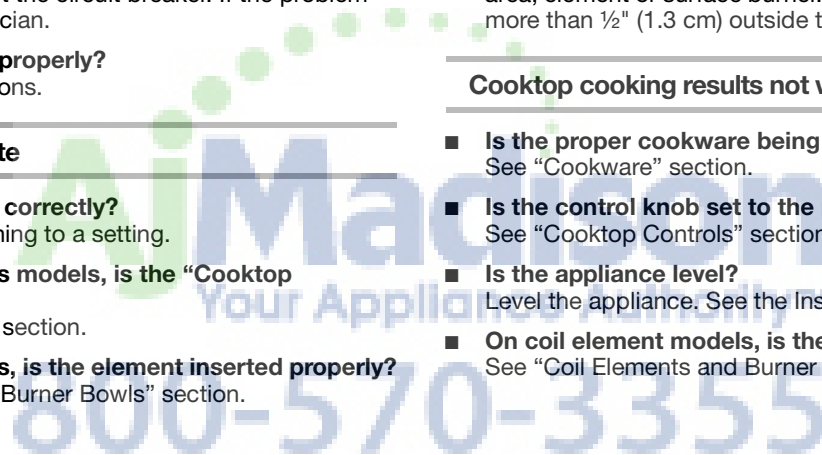 t the circuit breaker. If the problem
cian.
properly?
ons.
te
correctly?
ning to a setting.
s models, is the “Cooktop
section.
s, is the element inserted properly?
Burner Bowls” section.
area, element or surface burner.
more than ½" (1.3 cm) outside t
Cooktop cooking results not w
■ Is the proper cookware being
See “Cookware” section.
■ Is the control knob set to the
See “Cooktop Controls” section
■ Is the appliance level?
Level the appliance. See the Ins
■ On coil element models, is the
See “Coil Elements and Burner
AjMadison
Your Appliance Authority
800-570-3355